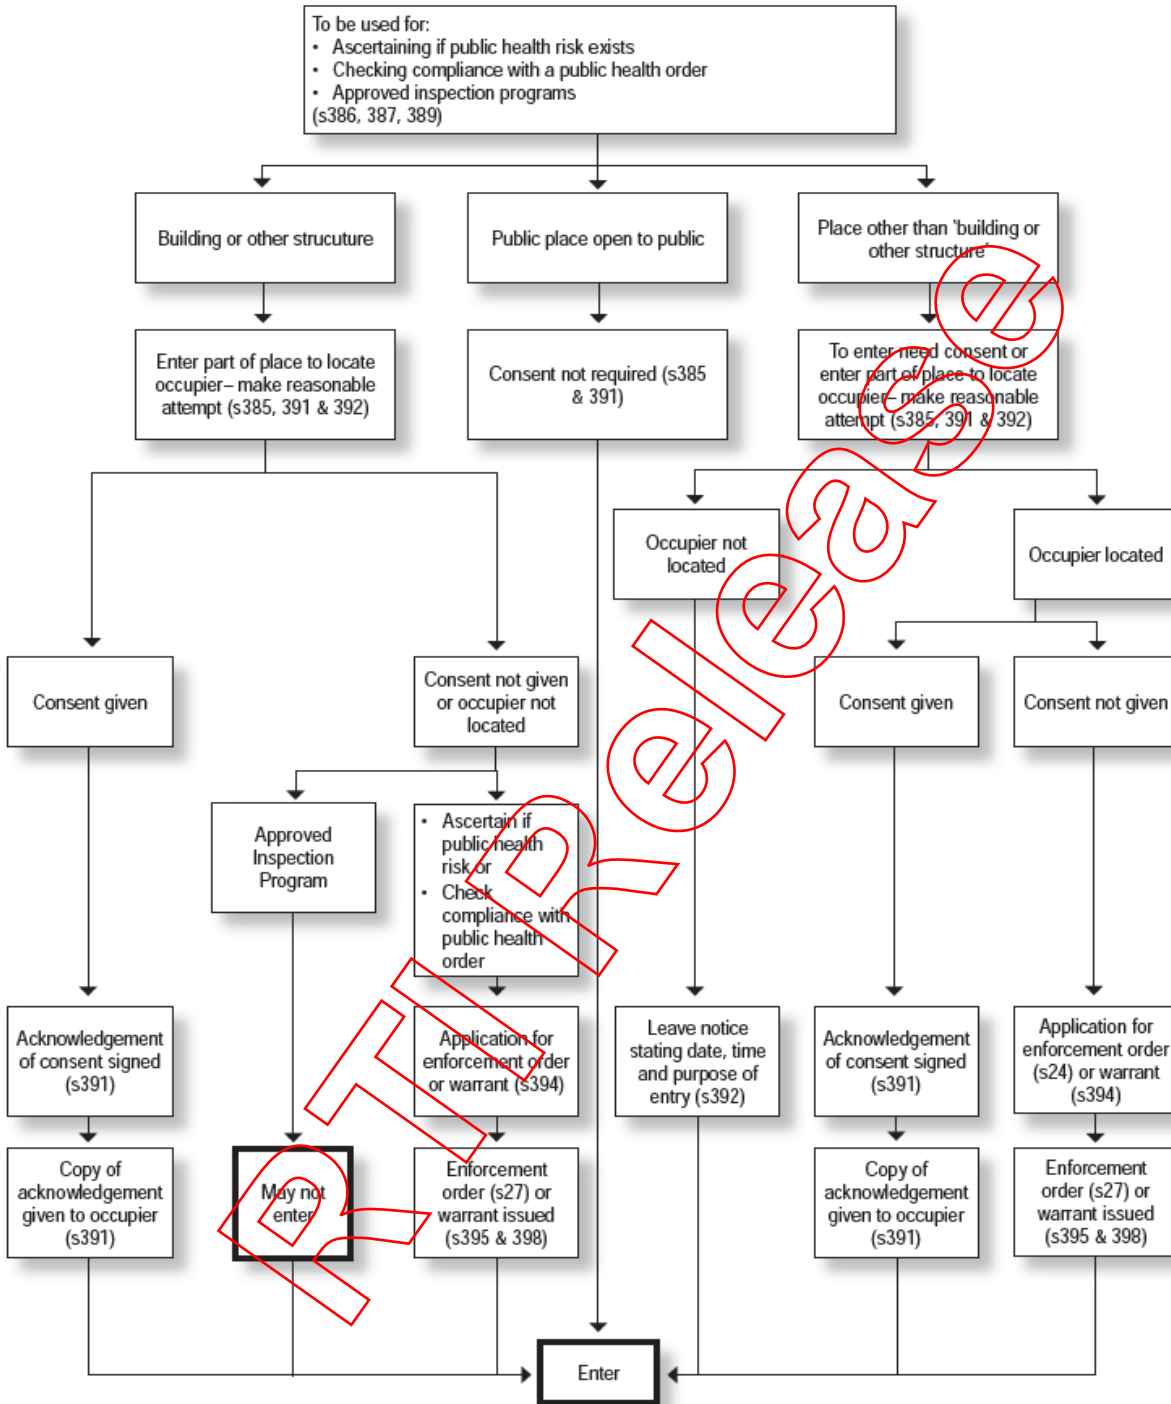 To be used for:
• Ascertaining if public health risk exists
• Checking compliance with a public health order
• Approved inspection programs
(s386, 387, 389)
Building or other strucuture
Public place open to public
Place other than 'building or
other structure'
Enter part of place to locate
occupier– make reasonable
attempt (s385, 391 & 392)
Consent not required (s385
& 391)
To enter need consent or
enter part of place to locate
occupier– make reasonable
attempt (s385, 391 & 392)
Occupier not
located
Occupier located
Consent given
Consent not given
or occupier not
located
Consent given
Consent not given
Approved
Inspection
Program
• Ascertain if
public health
risk or
• Check
compliance with
public health
order
Acknowledgement
of consent signed
(s391)
Application for
enforcement order
or warrant (s394)
Leave notice
stating date, time
and purpose of
entry (s392)
Acknowledgement
of consent signed
(s391)
Application for
enforcement order
(s24) or warrant
(s394)
Copy of
acknowledgement
given to occupier
(s391)
May not
enter
Enforcement
order (s27) or
warrant issued
(s395 & 398)
Copy of
acknowledgement
given to occupier
(s391)
Enforcement
order (s27) or
warrant issued
(s395 & 398)
Enter
RTI Release